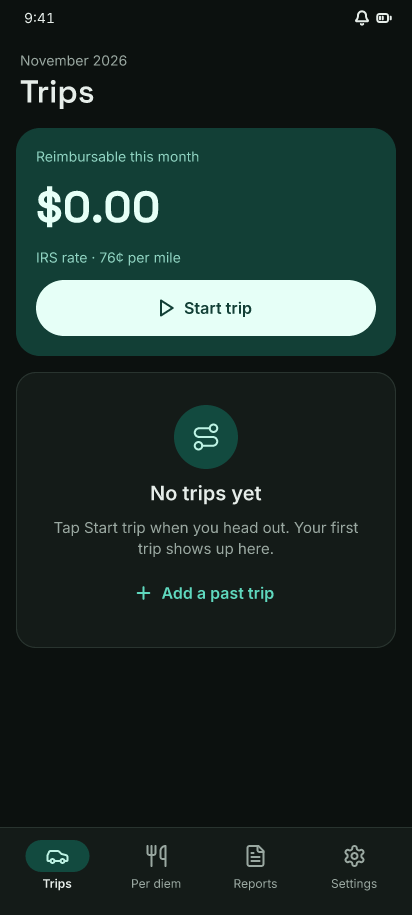 9:41
November 2026
Trips
Reimbursable this month
$0.00
IRS rate · 76¢ per mile
Start trip
No trips yet
Tap Start trip when you head out. Your first
trip shows up here.
Add a past trip
Trips
Per diem
Reports
Settings